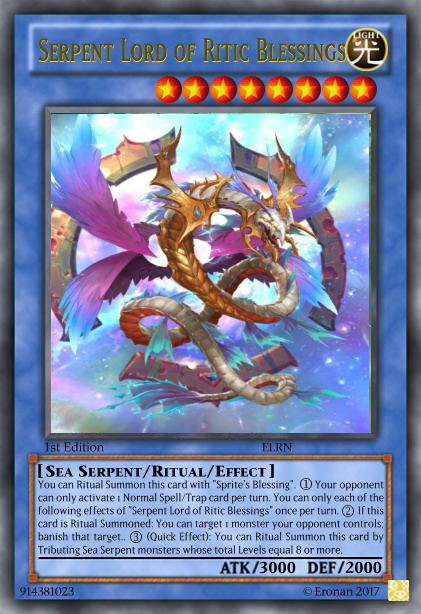 Serpent Lord of Ritic Blessings
LIGHT
光
1st Edition ELRN
[ Sea Serpent/Ritual/Effect ]
You can Ritual Summon this card with "Sprite's Blessing". ① Your opponent
can only activate 1 Normal Spell/Trap card per turn. You can only each of the
following effects of "Serpent Lord of Ritic Blessings" once per turn. ② If this
card is Ritual Summoned: You can target 1 monster your opponent controls;
banish that target.. ③ (Quick Effect): You can Ritual Summon this card by
Tributing Sea Serpent monsters whose total Levels equal 8 or more.
ATK/3000 DEF/2000
914381023 © Eronan 2017